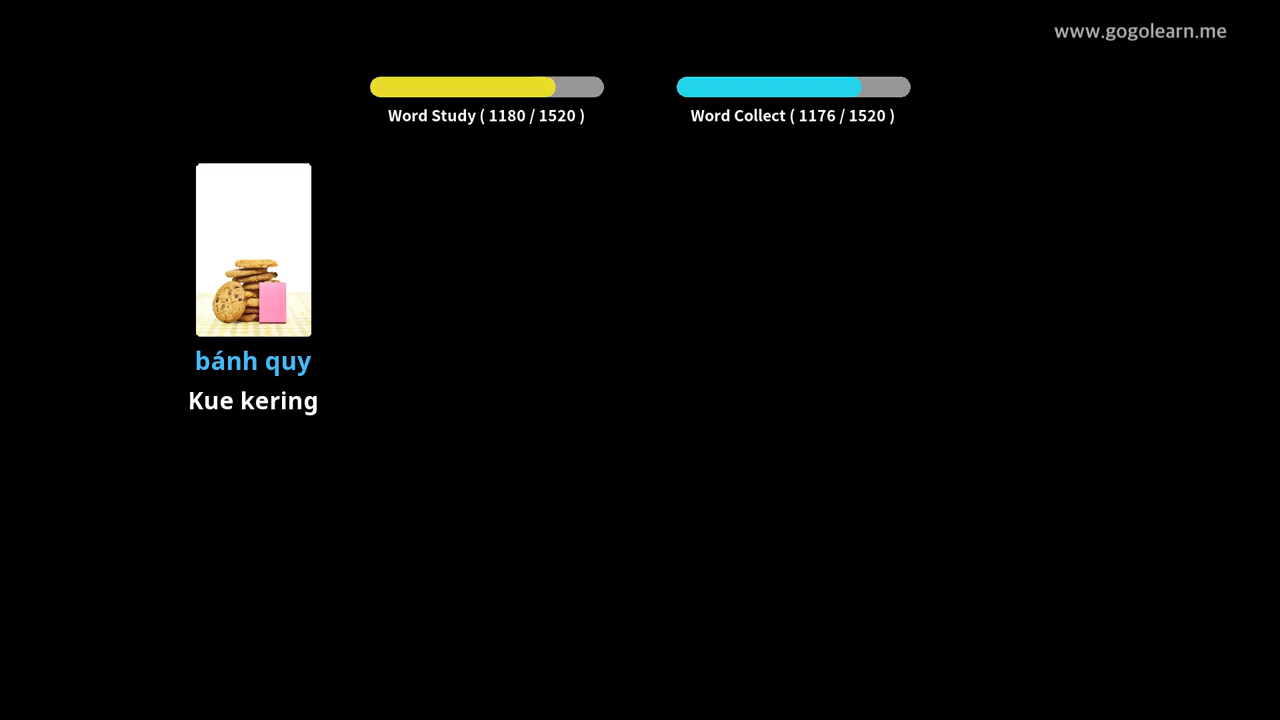 www.gogolearn.me
Word Study ( 1180 / 1520 )
Word Collect ( 1176 / 1520 )
bánh quy
Kue kering